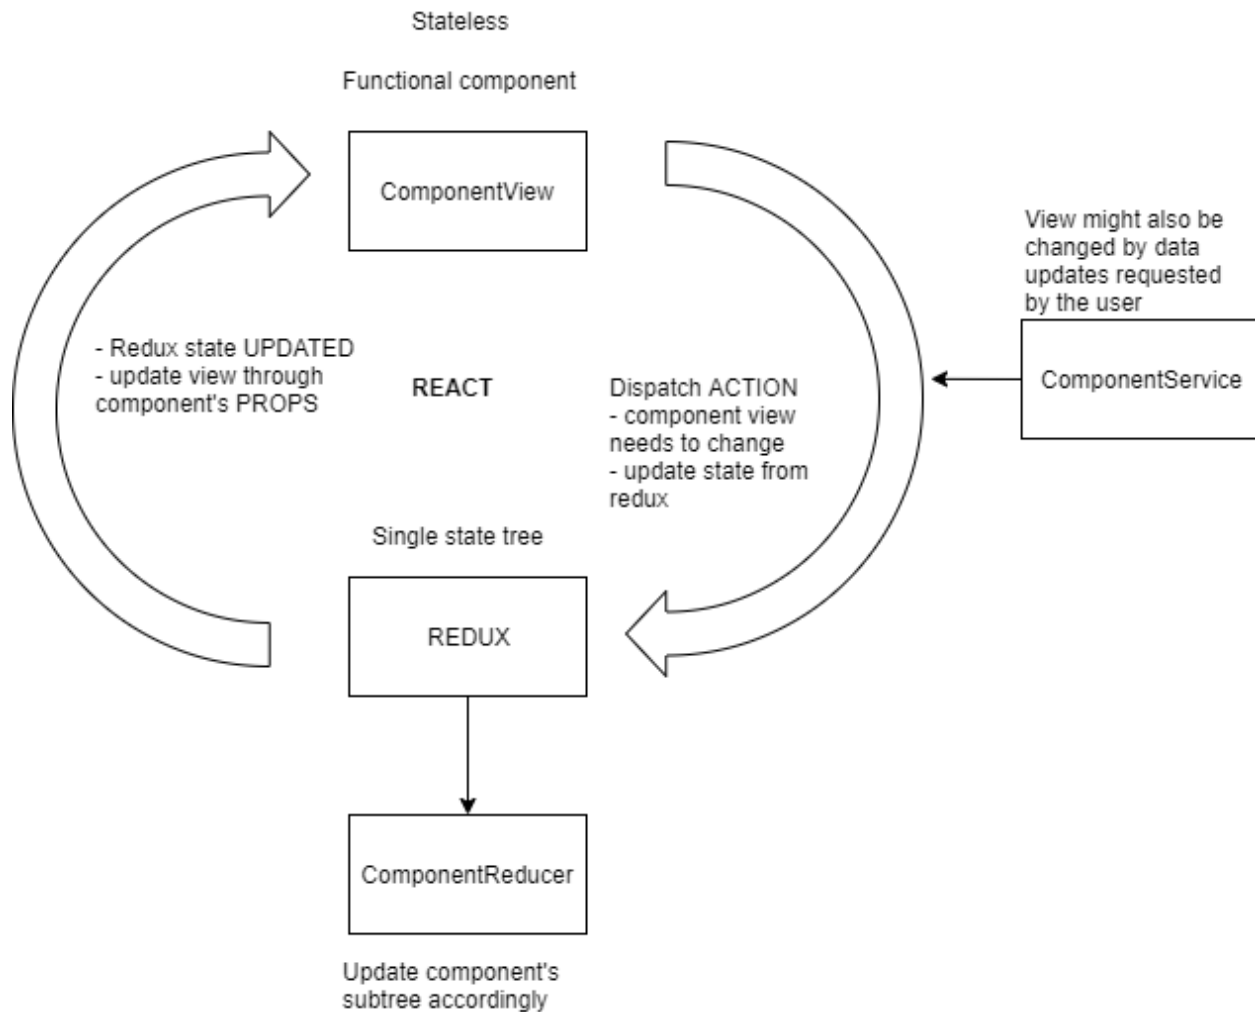 Stateless
Functional component
ComponentView
View might also be
changed by data
updates requested
by the user
ComponentService
- Redux state UPDATED
- update view through
component's PROPS
REACT
Dispatch ACTION
- component view
needs to change
- update state from
redux
Single state tree
REDUX
ComponentReducer
Update component's
subtree accordingly